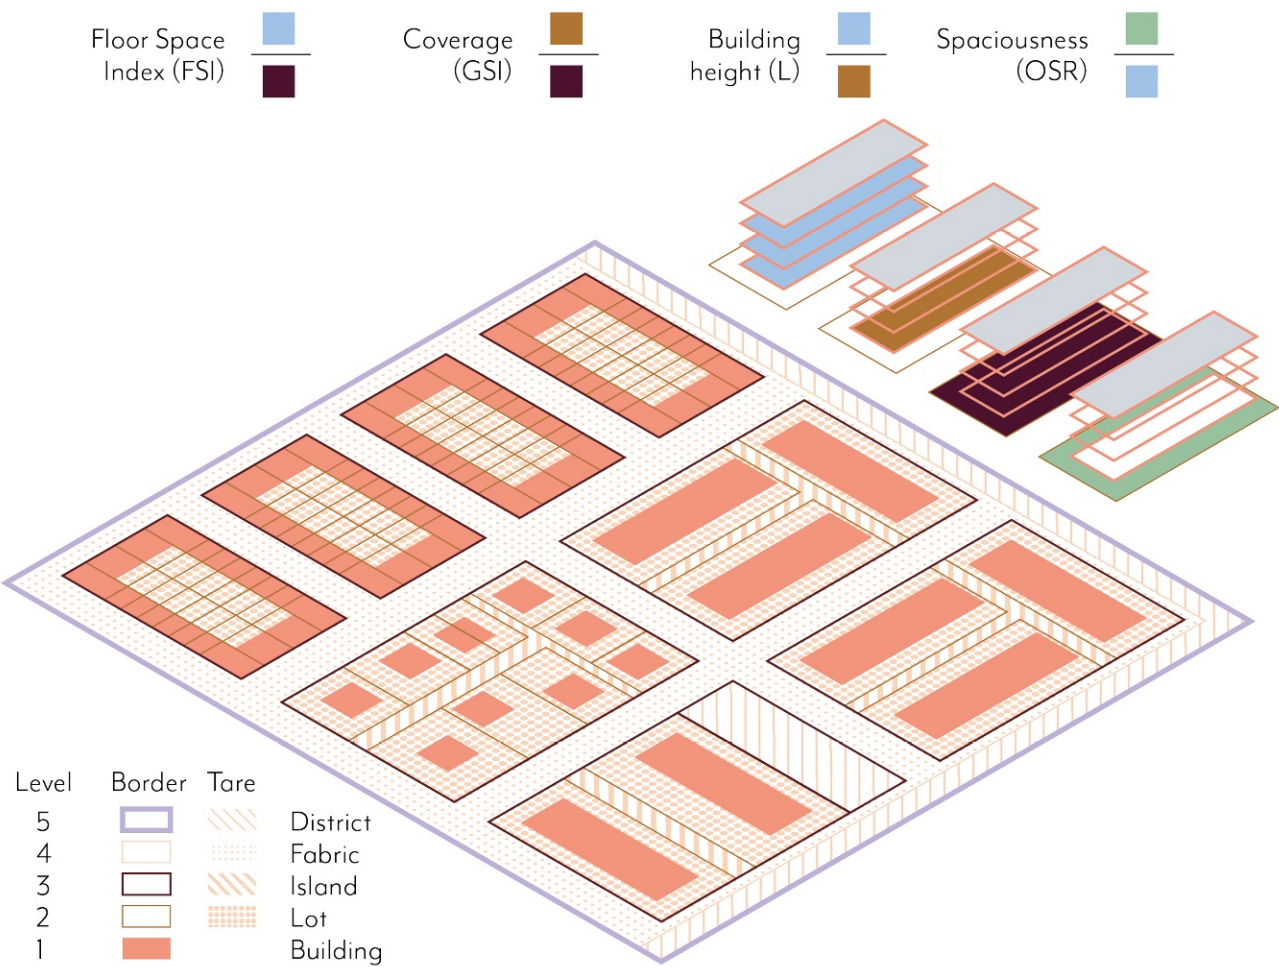 Floor Space
Index (FSI)
Coverage
(GSI)
Building
height (L)
Spaciousness
(OSR)
Level Border Tare
5 District
4 Fabric
3 Island
2 Lot
1 Building